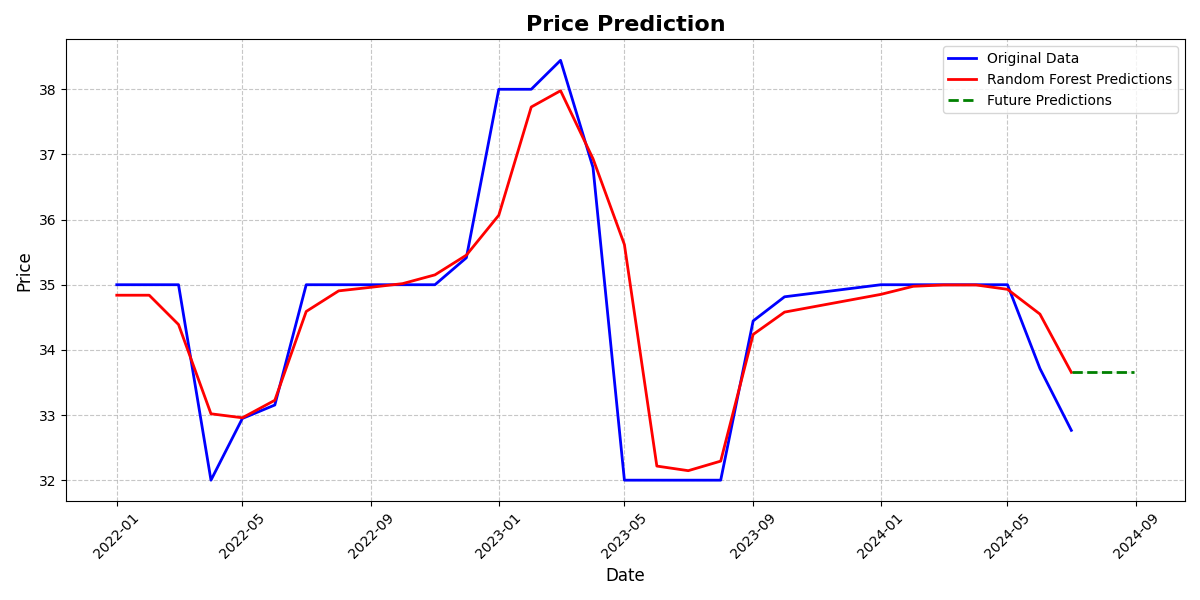 Price Prediction
Original Data
Random Forest Predictions
Future Predictions
Price
38
37
36
35
34
33
32
2022-01
2022-05
2022-09
2023-01
2023-05
2023-09
2024-01
2024-05
2024-09
Date